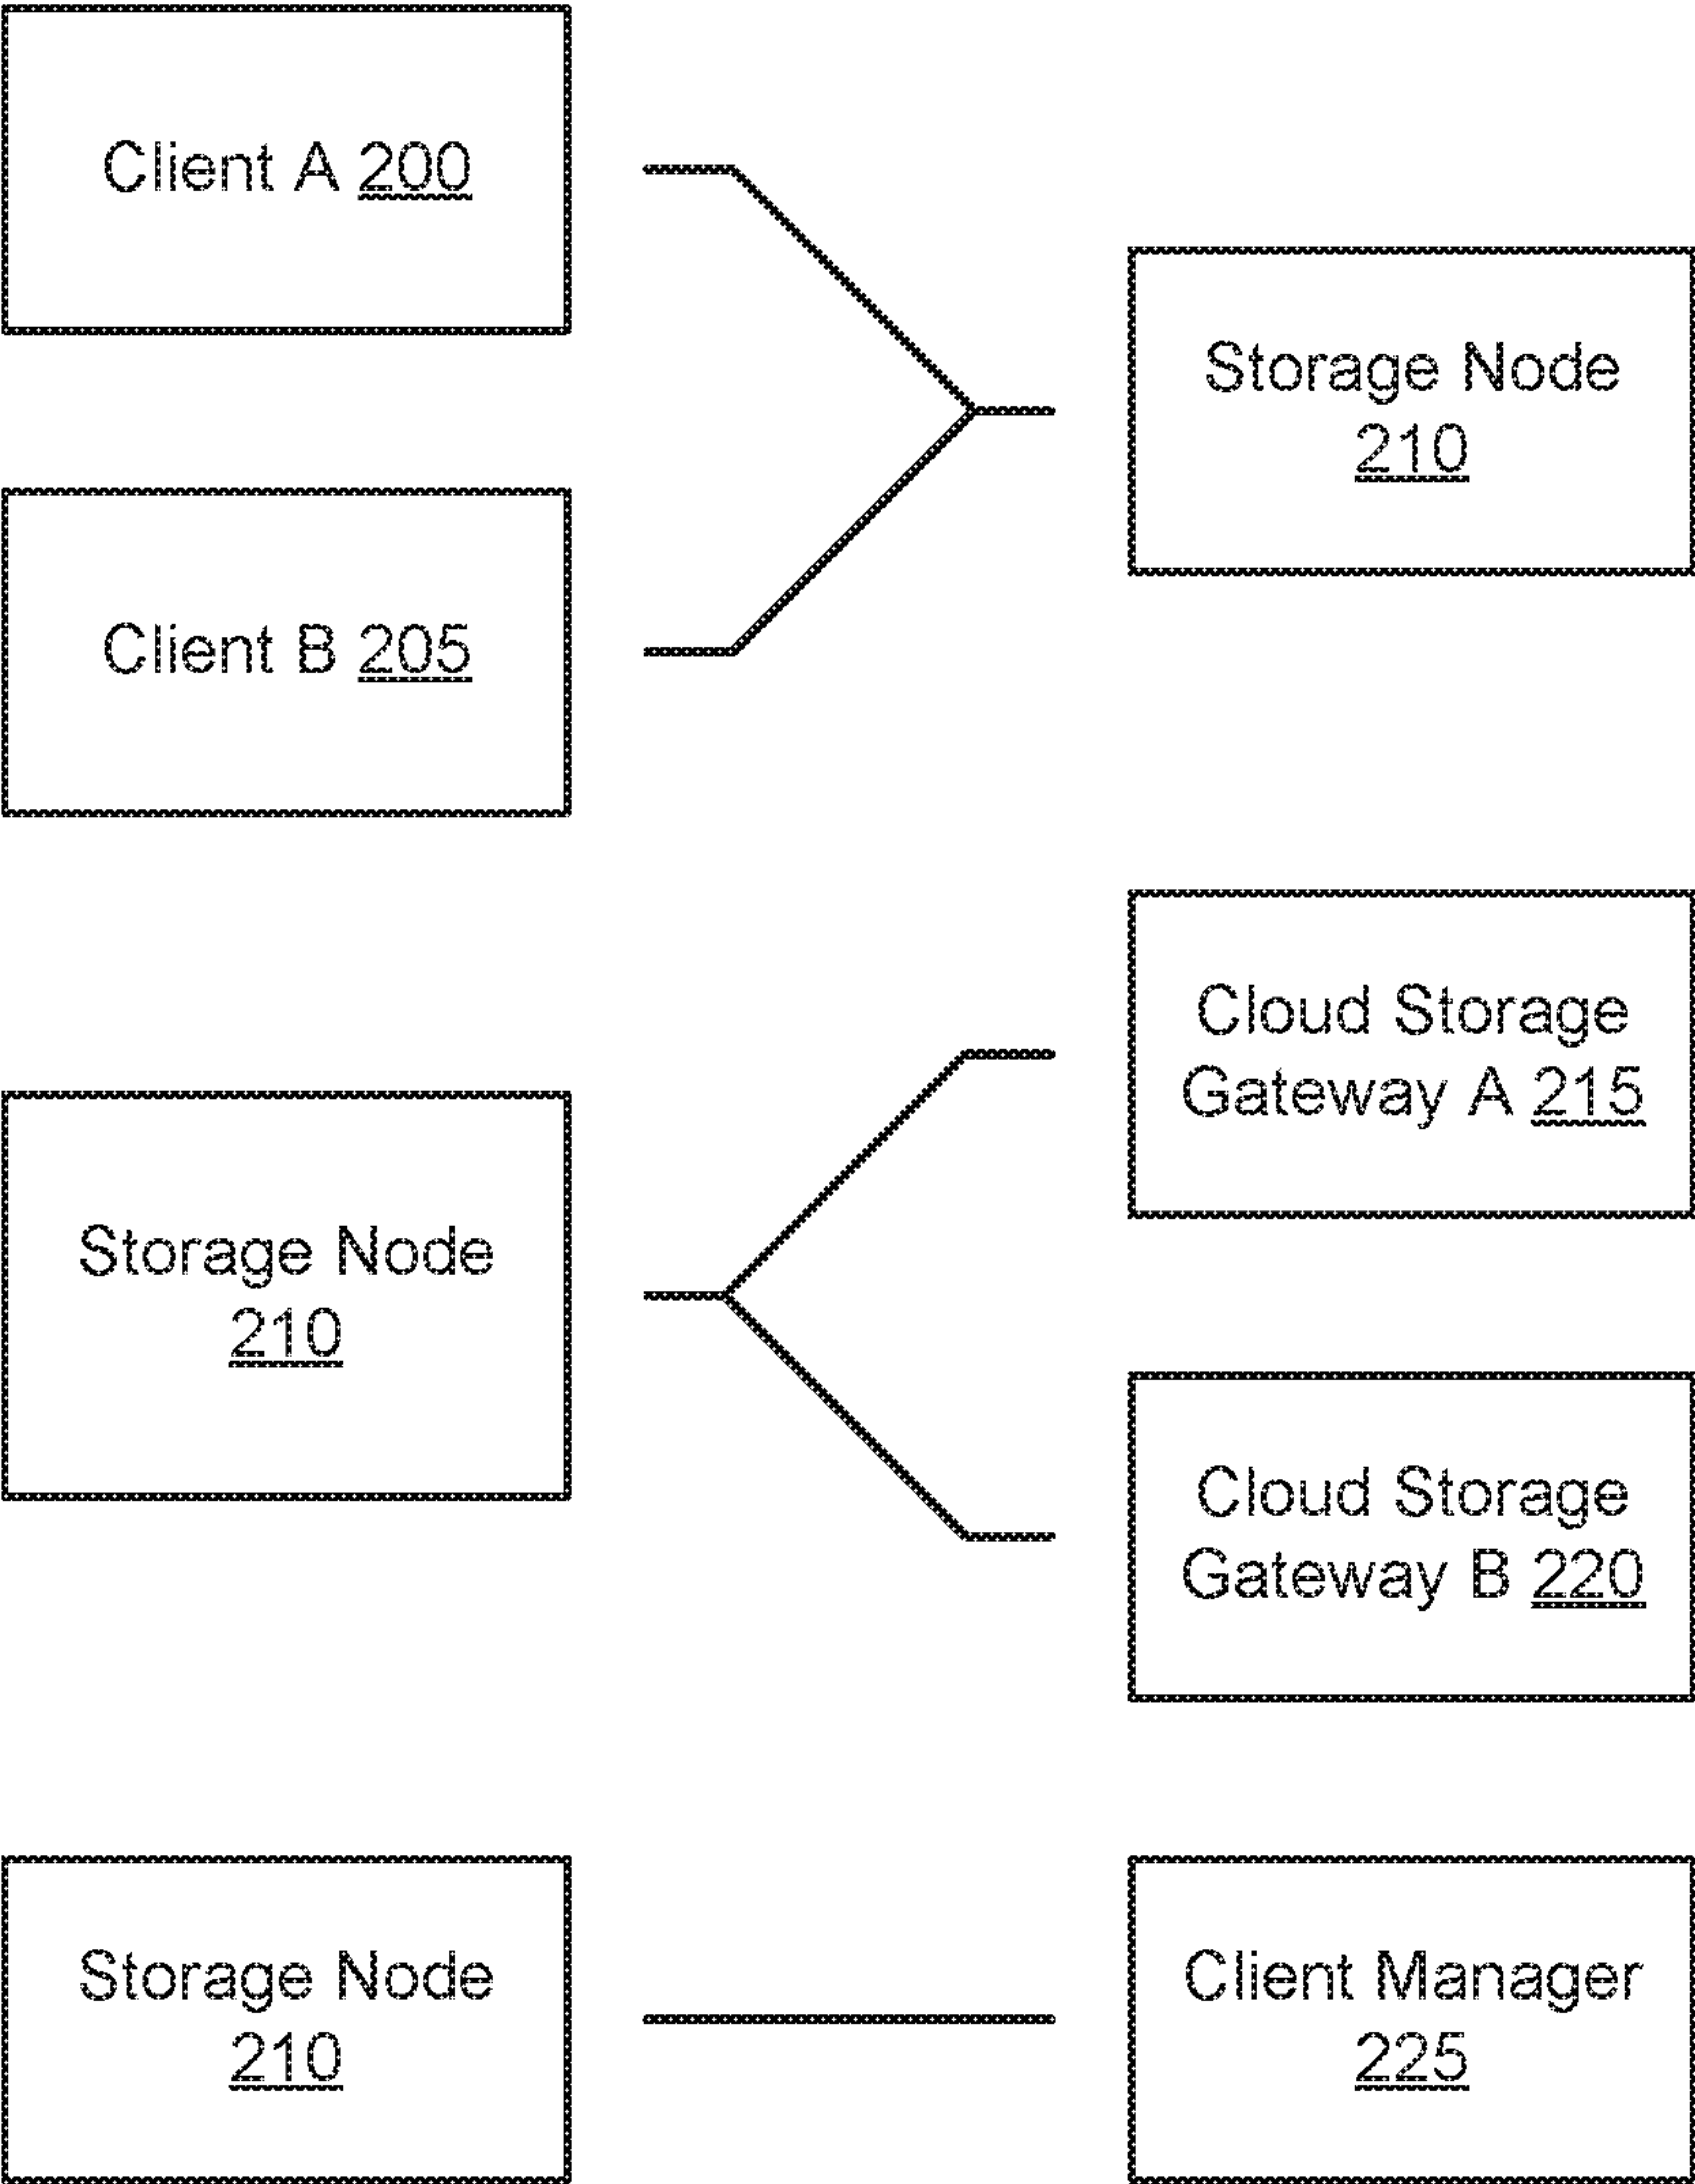 Client A 200
Storage Node
210
Client B 205
Cloud Storage
Gateway A 215
Storage Node
210
Cloud Storage
Gateway B 220
Storage Node
210
Client Manager
225